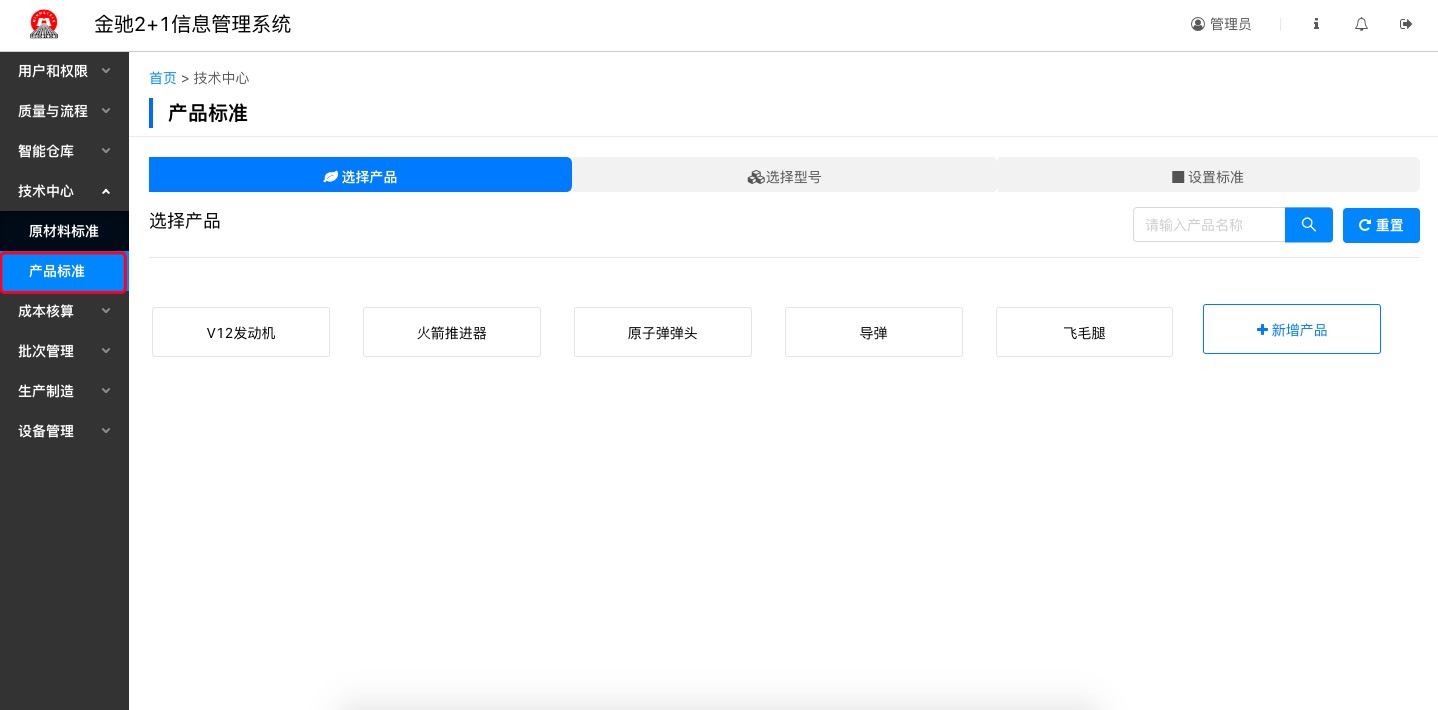 金驰2+1信息管理系统
管理员
用户和权限
质量与流程
智能仓库
技术中心
原材料标准
产品标准
成本核算
批次管理
生产制造
设备管理
首页 > 技术中心
产品标准
选择产品
选择型号
设置标准
选择产品
请输入产品名称
重置
V12发动机
火箭推进器
原子弹弹头
导弹
飞毛腿
新增产品